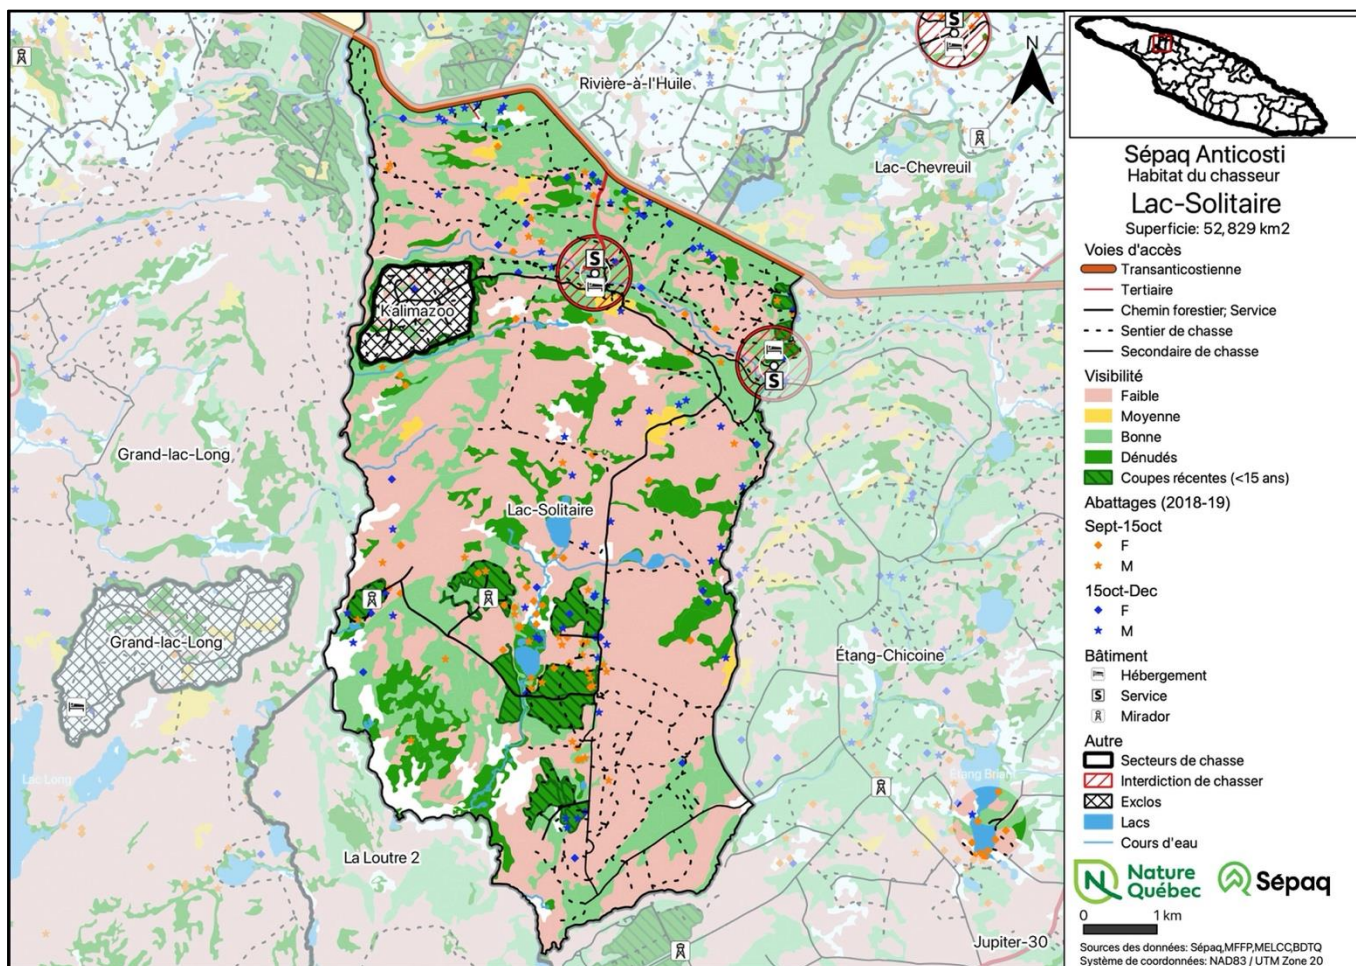 Rivière-à-l'Huile
Lac-Chevreuil
Kalimazoo
Grand-lac-Long
Lac-Solitaire
Grand-lac-Long
Étang-Chicoine
Lac Long
La Loutre 2
Jupiter-30
S
S
S
N
Sépaq Anticosti
Habitat du chasseur
Lac-Solitaire
Superficie: 52,829 km2
Voies d'accès
Transanticostienne
Tertiaire
Chemin forestier; Service
Sentier de chasse
Secondaire de chasse
Visibilité
Faible
Moyenne
Bonne
Dénudés
Coupes récentes (<15 ans)
Abattages (2018-19)
Sept-15oct
F
M
15oct-Dec
F
M
Bâtiment
Hébergement
S Service
Mirador
Autre
Secteurs de chasse
Interdiction de chasser
Exclos
Lacs
Cours d'eau
Nature
Québec
Sépaq
0 1 km
Sources des données: Sépaq,MFFP,MELCC,BDTQ
Système de coordonnées: NAD83 / UTM Zone 20